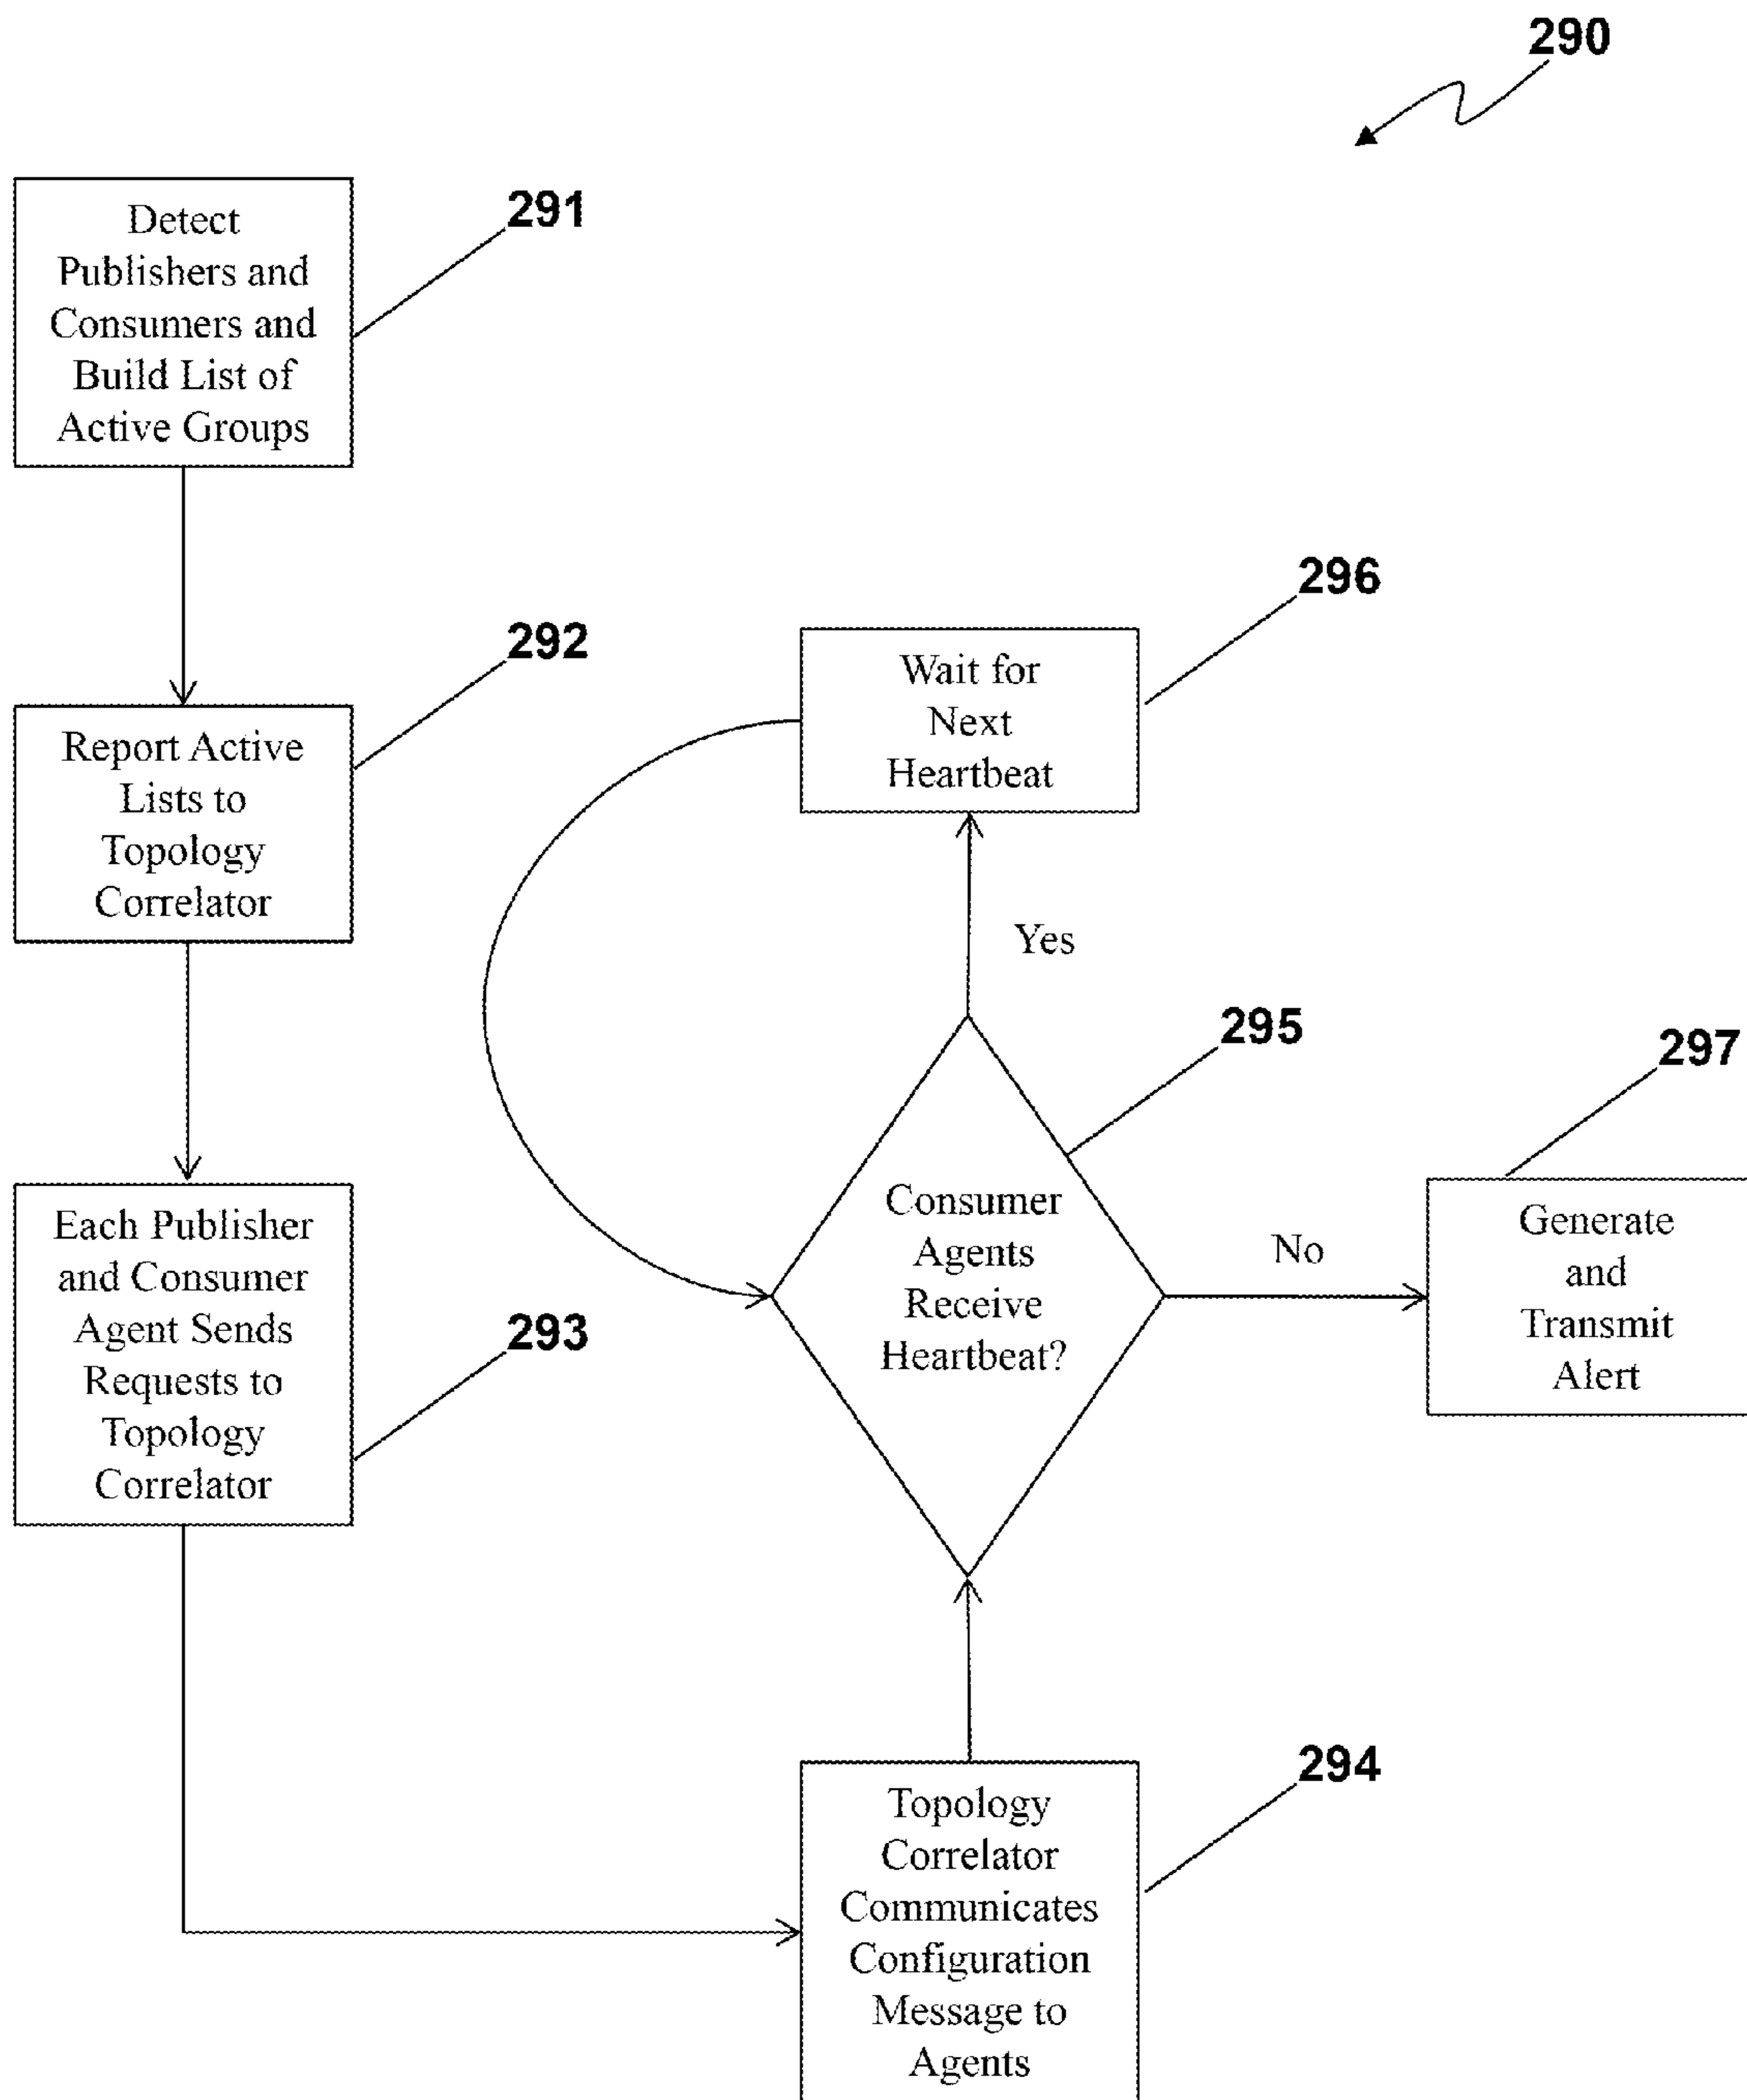 290
Detect
Publishers and
Consumers and
Build List of
Active Groups
291
Report Active
Lists to
Topology
Correlator
292
Each Publisher
and Consumer
Agent Sends
Requests to
Topology
Correlator
293
Topology
Correlator
Communicates
Configuration
Message to
Agents
294
Consumer
Agents
Receive
Heartbeat?
295
Yes
Wait for
Next
Heartbeat
296
No
Generate
and
Transmit
Alert
297